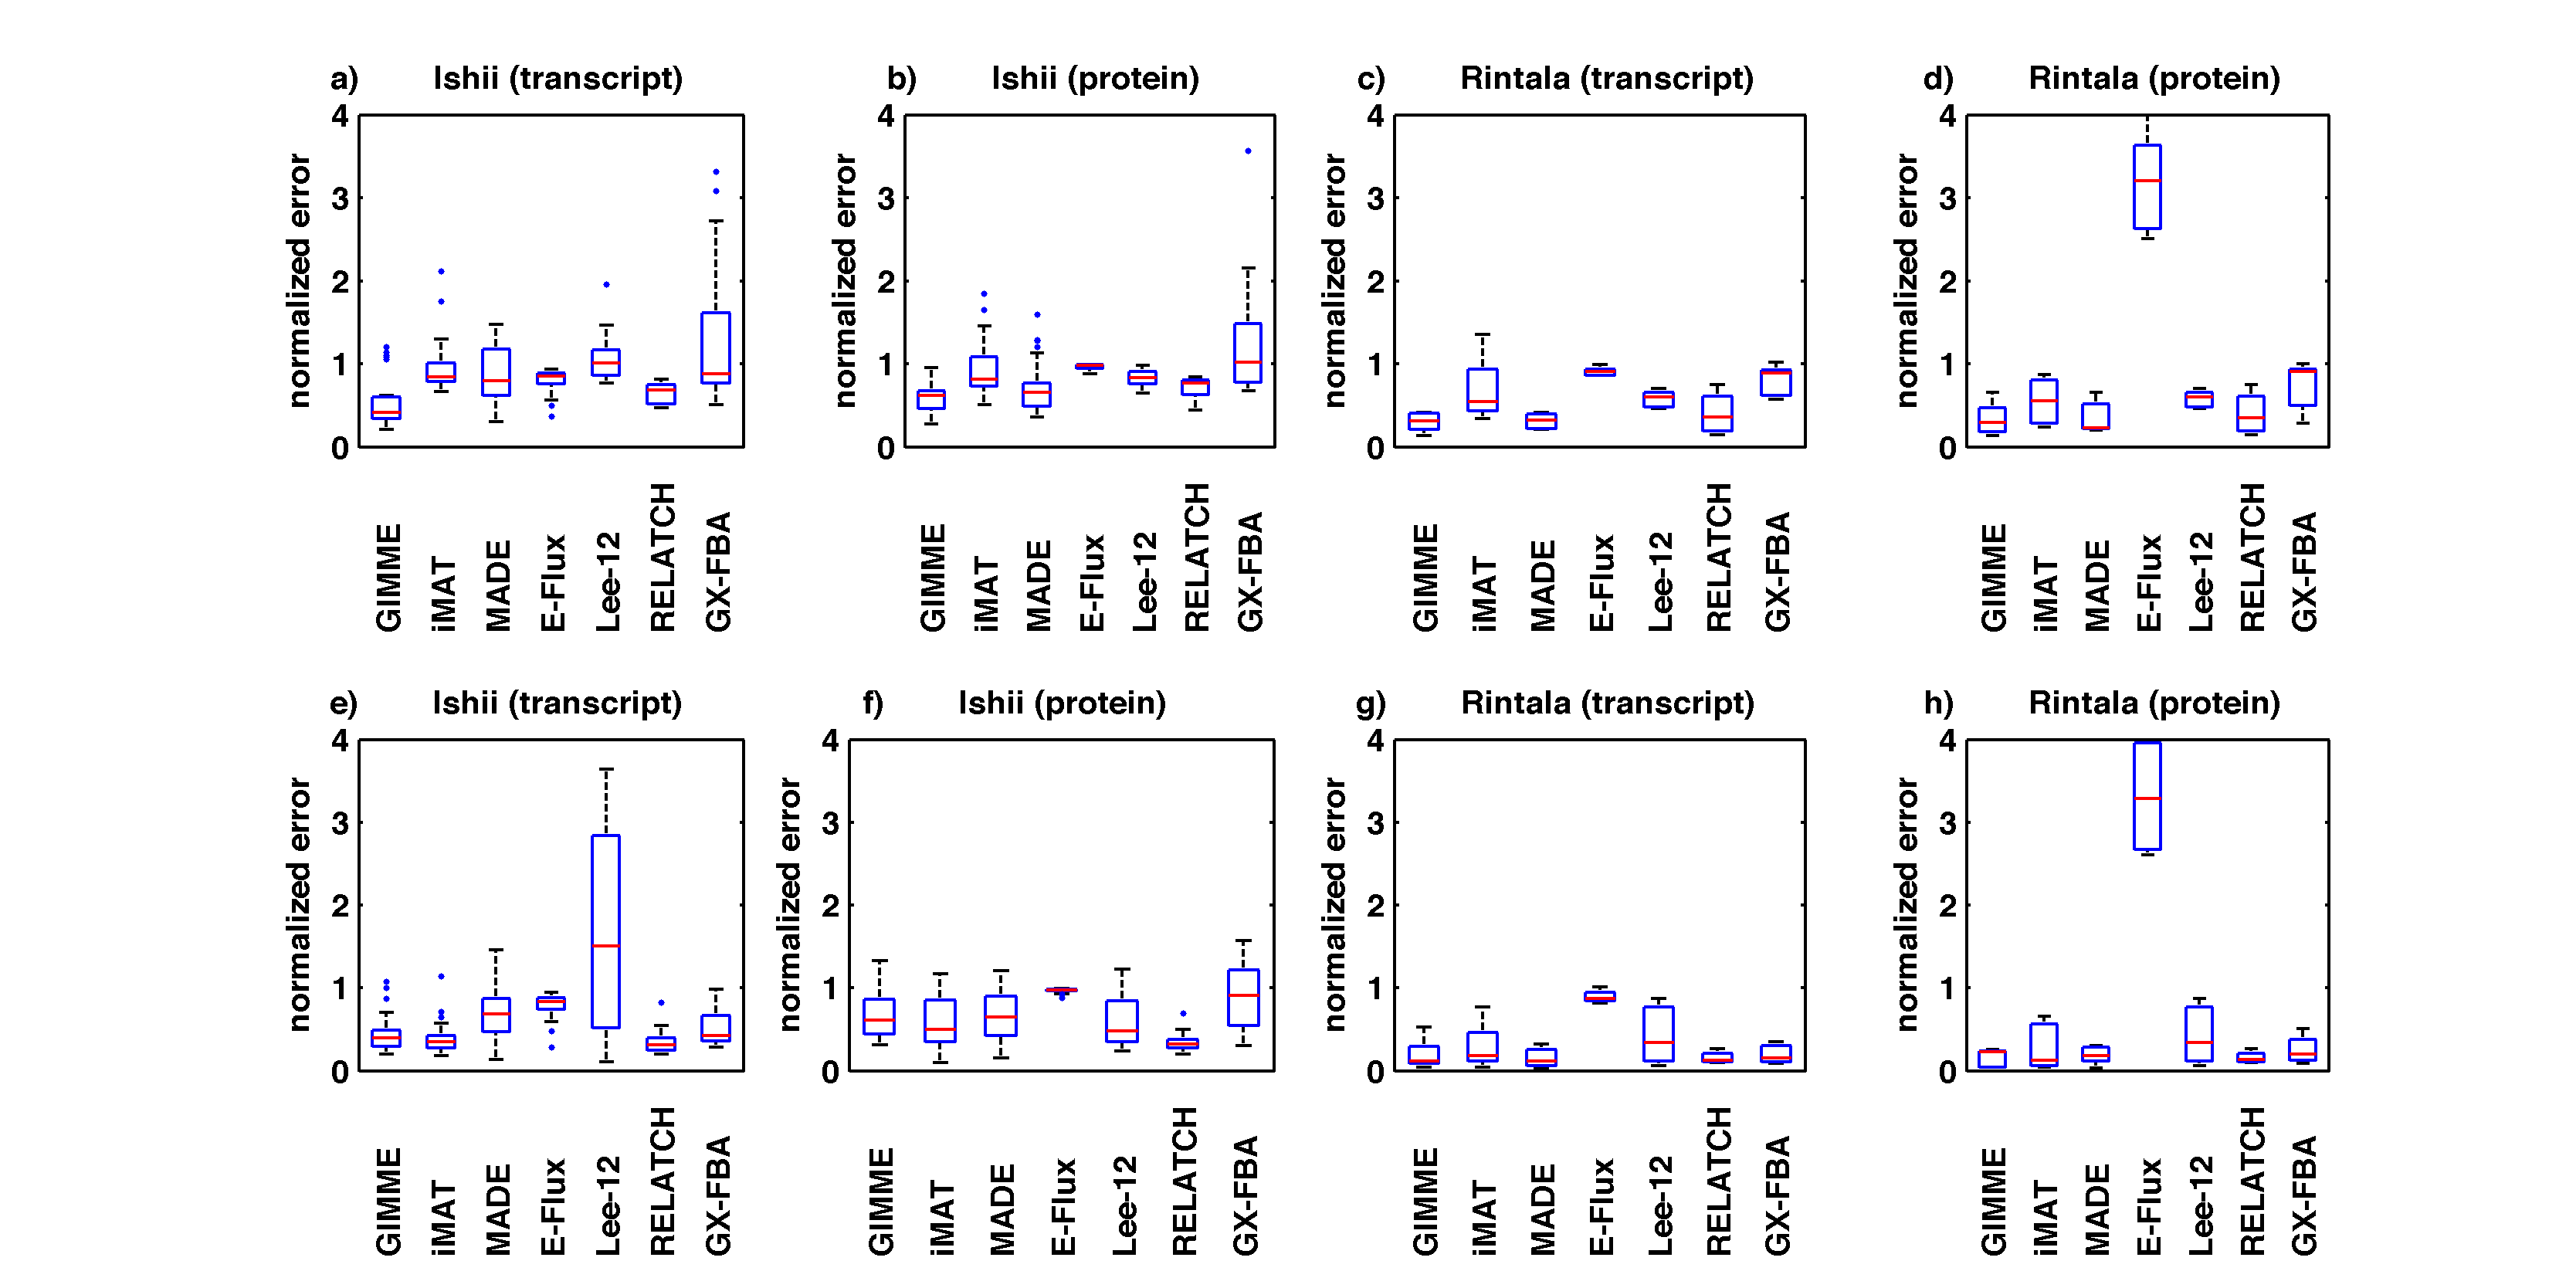 a) Ishii (transcript)
normalized error
4
3
2
1
0
GIMME
iMAT
MADE
E-Flux
Lee-12
RELATCH
GX-FBA
b) Ishii (protein)
normalized error
4
3
2
1
0
GIMME
iMAT
MADE
E-Flux
Lee-12
RELATCH
GX-FBA
c) Rintala (transcript)
normalized error
4
3
2
1
0
GIMME
iMAT
MADE
E-Flux
Lee-12
RELATCH
GX-FBA
d) Rintala (protein)
normalized error
4
3
2
1
0
GIMME
iMAT
MADE
E-Flux
Lee-12
RELATCH
GX-FBA
e) Ishii (transcript)
normalized error
4
3
2
1
0
GIMME
iMAT
MADE
E-Flux
Lee-12
RELATCH
GX-FBA
f) Ishii (protein)
normalized error
4
3
2
1
0
GIMME
iMAT
MADE
E-Flux
Lee-12
RELATCH
GX-FBA
g) Rintala (transcript)
normalized error
4
3
2
1
0
GIMME
iMAT
MADE
E-Flux
Lee-12
RELATCH
GX-FBA
h) Rintala (protein)
normalized error
4
3
2
1
0
GIMME
iMAT
MADE
E-Flux
Lee-12
RELATCH
GX-FBA